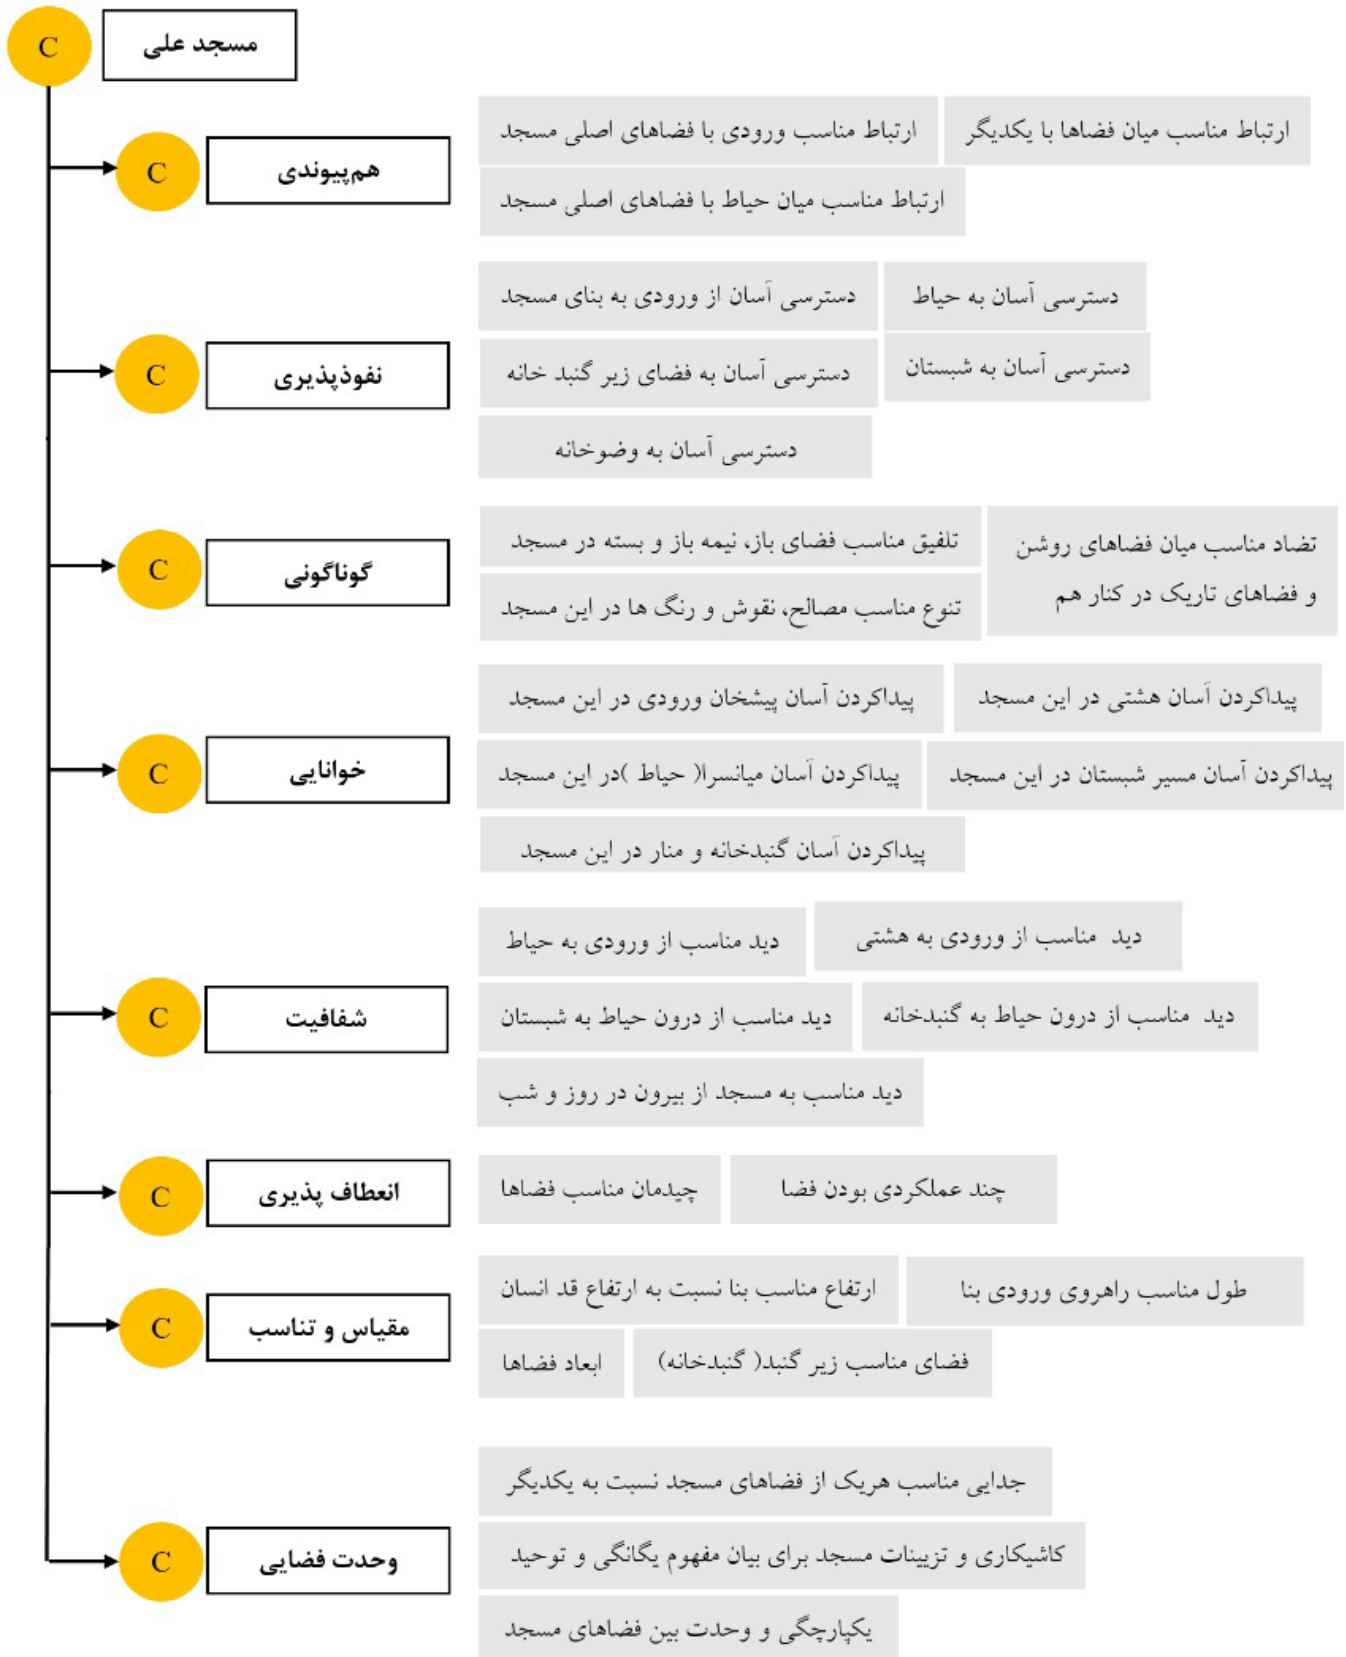 C
مسجد علی
C
هم‌پیوندی
ارتباط مناسب میان فضاها با یکدیگر
ارتباط مناسب ورودی با فضاهای اصلی مسجد
ارتباط مناسب میان حیاط با فضاهای اصلی مسجد
C
نفوذپذیری
دسترسی آسان به حیاط
دسترسی آسان از ورودی به بنای مسجد
دسترسی آسان به شبستان
دسترسی آسان به فضای زیر گنبد خانه
دسترسی آسان به وضوخانه
C
گوناگونی
تضاد مناسب میان فضاهای روشن
و فضاهای تاریک در کنار هم
تلفیق مناسب فضای باز، نیمه باز و بسته در مسجد
تنوع مناسب مصالح، نقوش و رنگ ها در این مسجد
C
خوانایی
پیداکردن آسان هشتی در این مسجد
پیداکردن آسان پیشخان ورودی در این مسجد
پیداکردن آسان مسیر شبستان در این مسجد
پیداکردن آسان میانسرا( حیاط )در این مسجد
پیداکردن آسان گنبدخانه و منار در این مسجد
C
شفافیت
دید مناسب از ورودی به هشتی
دید مناسب از ورودی به حیاط
دید مناسب از درون حیاط به گنبدخانه
دید مناسب از درون حیاط به شبستان
دید مناسب به مسجد از بیرون در روز و شب
C
انعطاف پذیری
چند عملکردی بودن فضا
چیدمان مناسب فضاها
C
مقیاس و تناسب
طول مناسب راهروی ورودی بنا
ارتفاع مناسب بنا نسبت به ارتفاع قد انسان
فضای مناسب زیر گنبد( گنبدخانه)
ابعاد فضاها
C
وحدت فضایی
جدایی مناسب هریک از فضاهای مسجد نسبت به یکدیگر
کاشیکاری و تزیینات مسجد برای بیان مفهوم یگانگی و توحید
یکپارچگی و وحدت بین فضاهای مسجد